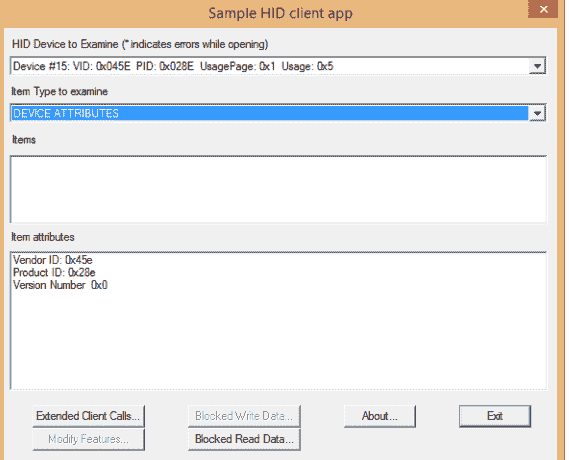 Sample HID client app
HID Device to Examine (* indicates errors while opening)
Device #15: VID: 0x045E PID: 0x028E UsagePage: 0x1 Usage: 0x5
Item Type to examine
DEVICE ATTRIBUTES
Items
Item attributes
Vendor ID: 0x45e
Product ID: 0x28e
Version Number 0x0
Extended Client Calls... Blocked Write Data... About... Exit
Modify Features... Blocked Read Data...